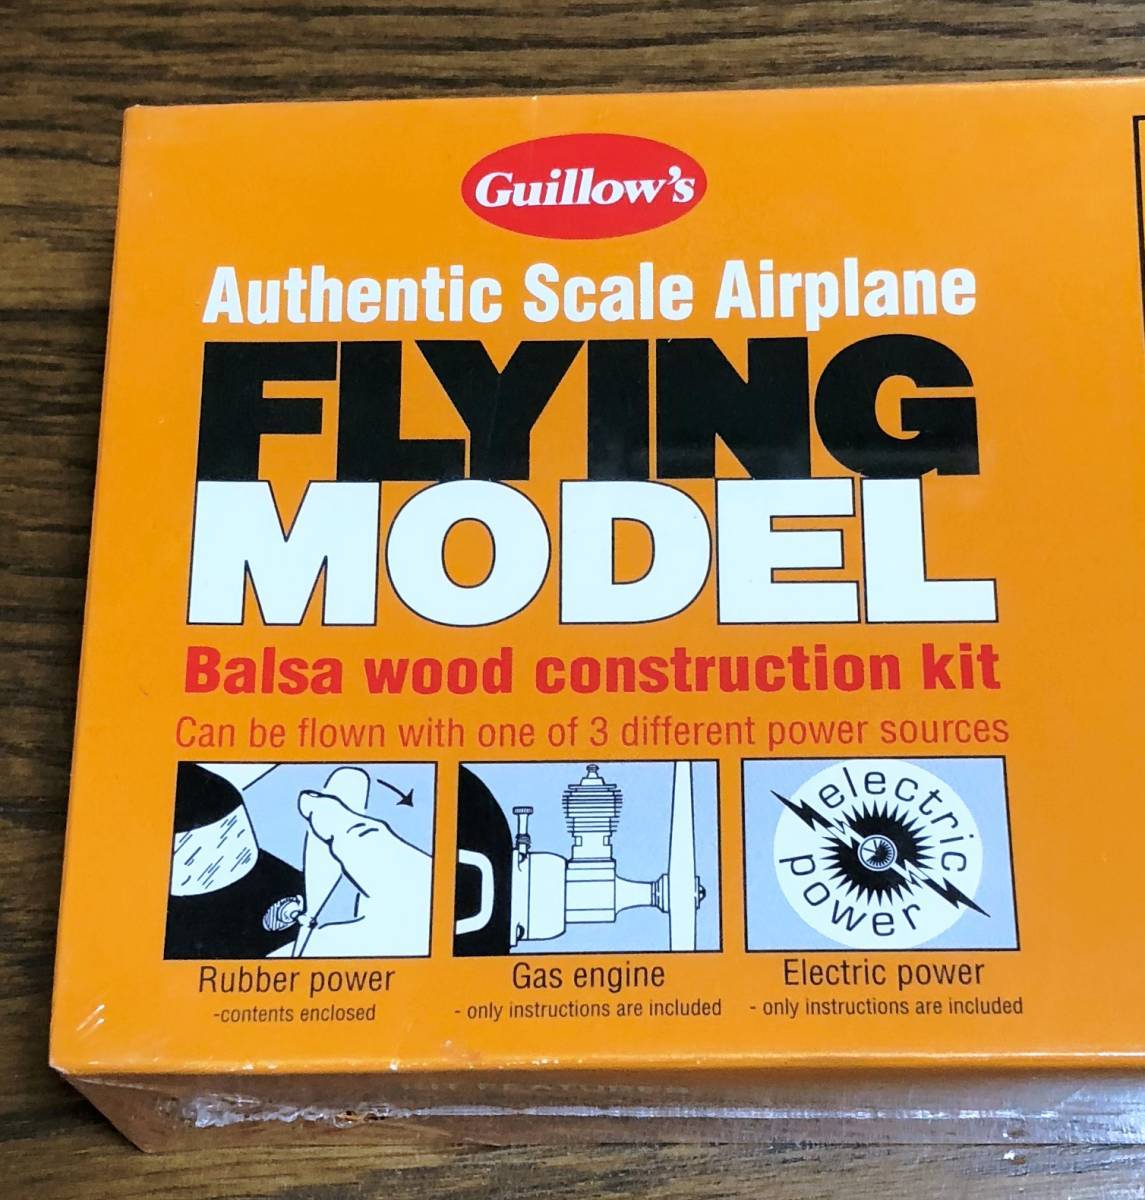 Guillow's
Authentic Scale Airplane
FLYING
MODEL
Balsa wood construction kit
Can be flown with one of 3 different power sources
electric
power
Rubber power
Gas engine
Electric power
-contents enclosed
- only instructions are included
- only instructions are included
KIT FEATURES